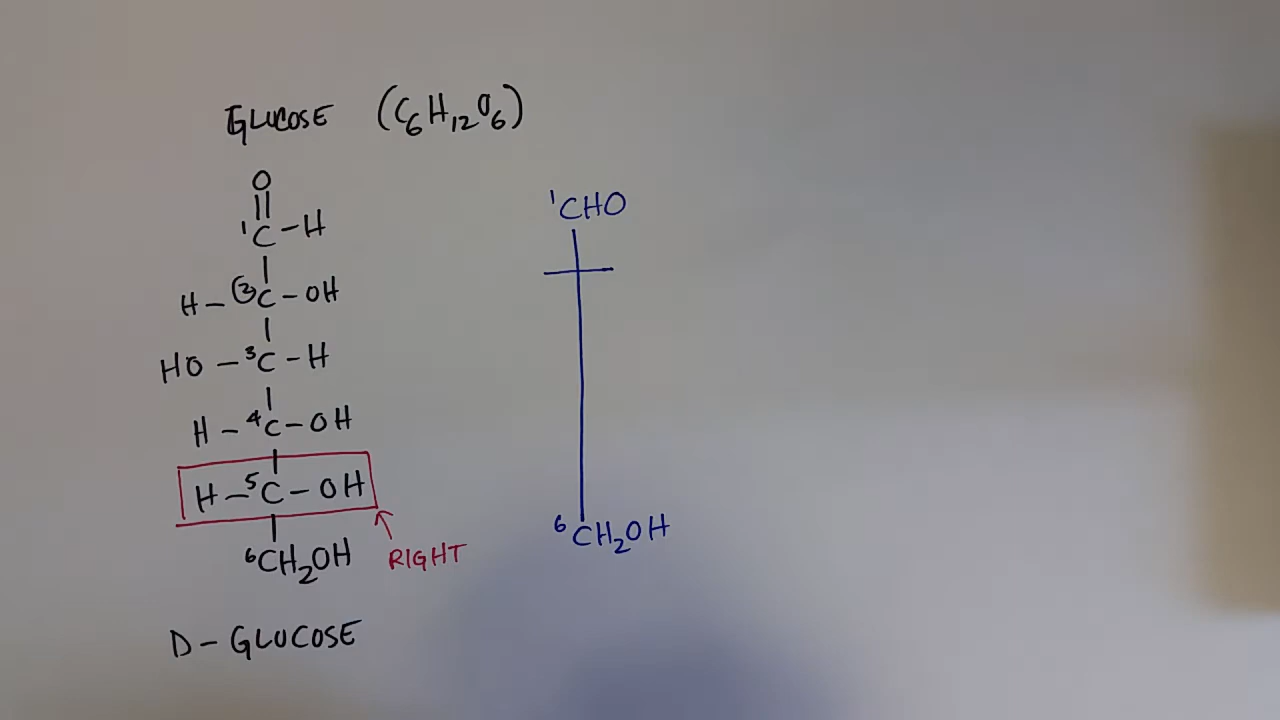 GLUCOSE (C₆H₁₂O₆)
O
1C-H
H-2C-OH
HO-3C-H
H-4C-OH
H-5C-OH
6CH₂OH
RIGHT
D-GLUCOSE
1CHO
6CH₂OH